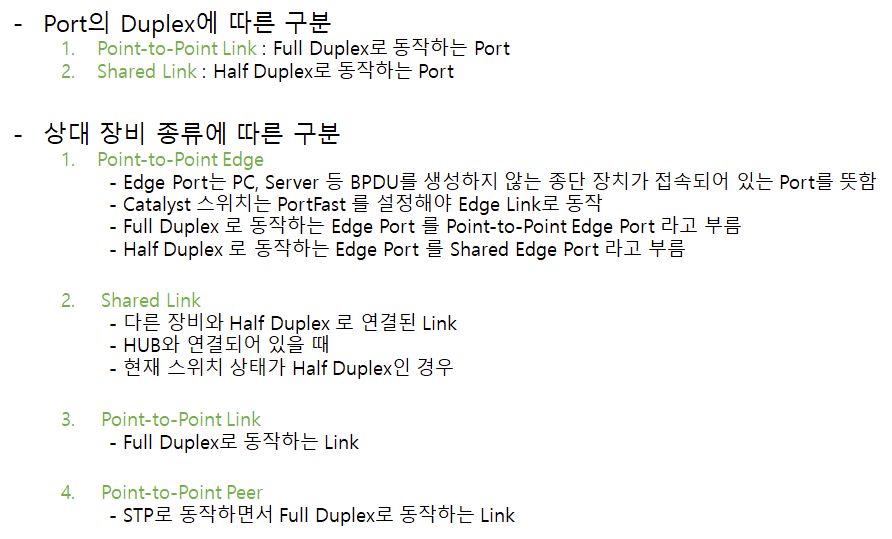 - Port의 Duplex에 따른 구분
1. Point-to-Point Link : Full Duplex로 동작하는 Port
2. Shared Link : Half Duplex로 동작하는 Port
- 상대 장비 종류에 따른 구분
1. Point-to-Point Edge
- Edge Port는 PC, Server 등 BPDU를 생성하지 않는 종단 장치가 접속되어 있는 Port를 뜻함
- Catalyst 스위치는 PortFast 를 설정해야 Edge Link로 동작
- Full Duplex 로 동작하는 Edge Port 를 Point-to-Point Edge Port 라고 부름
- Half Duplex 로 동작하는 Edge Port 를 Shared Edge Port 라고 부름
2. Shared Link
- 다른 장비와 Half Duplex 로 연결된 Link
- HUB와 연결되어 있을 때
- 현재 스위치 상태가 Half Duplex인 경우
3. Point-to-Point Link
- Full Duplex로 동작하는 Link
4. Point-to-Point Peer
- STP로 동작하면서 Full Duplex로 동작하는 Link